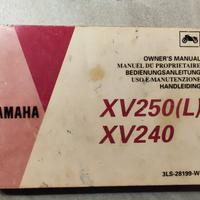 OWNER'S MANUAL
MANUEL DU PROPRIETAIRE
BEDIENUNGSANLEITUNG
USO E MANUTENZIONE
HANDLEIDING
YAMAHA
XV250(L)
XV240
3LS-28199-W